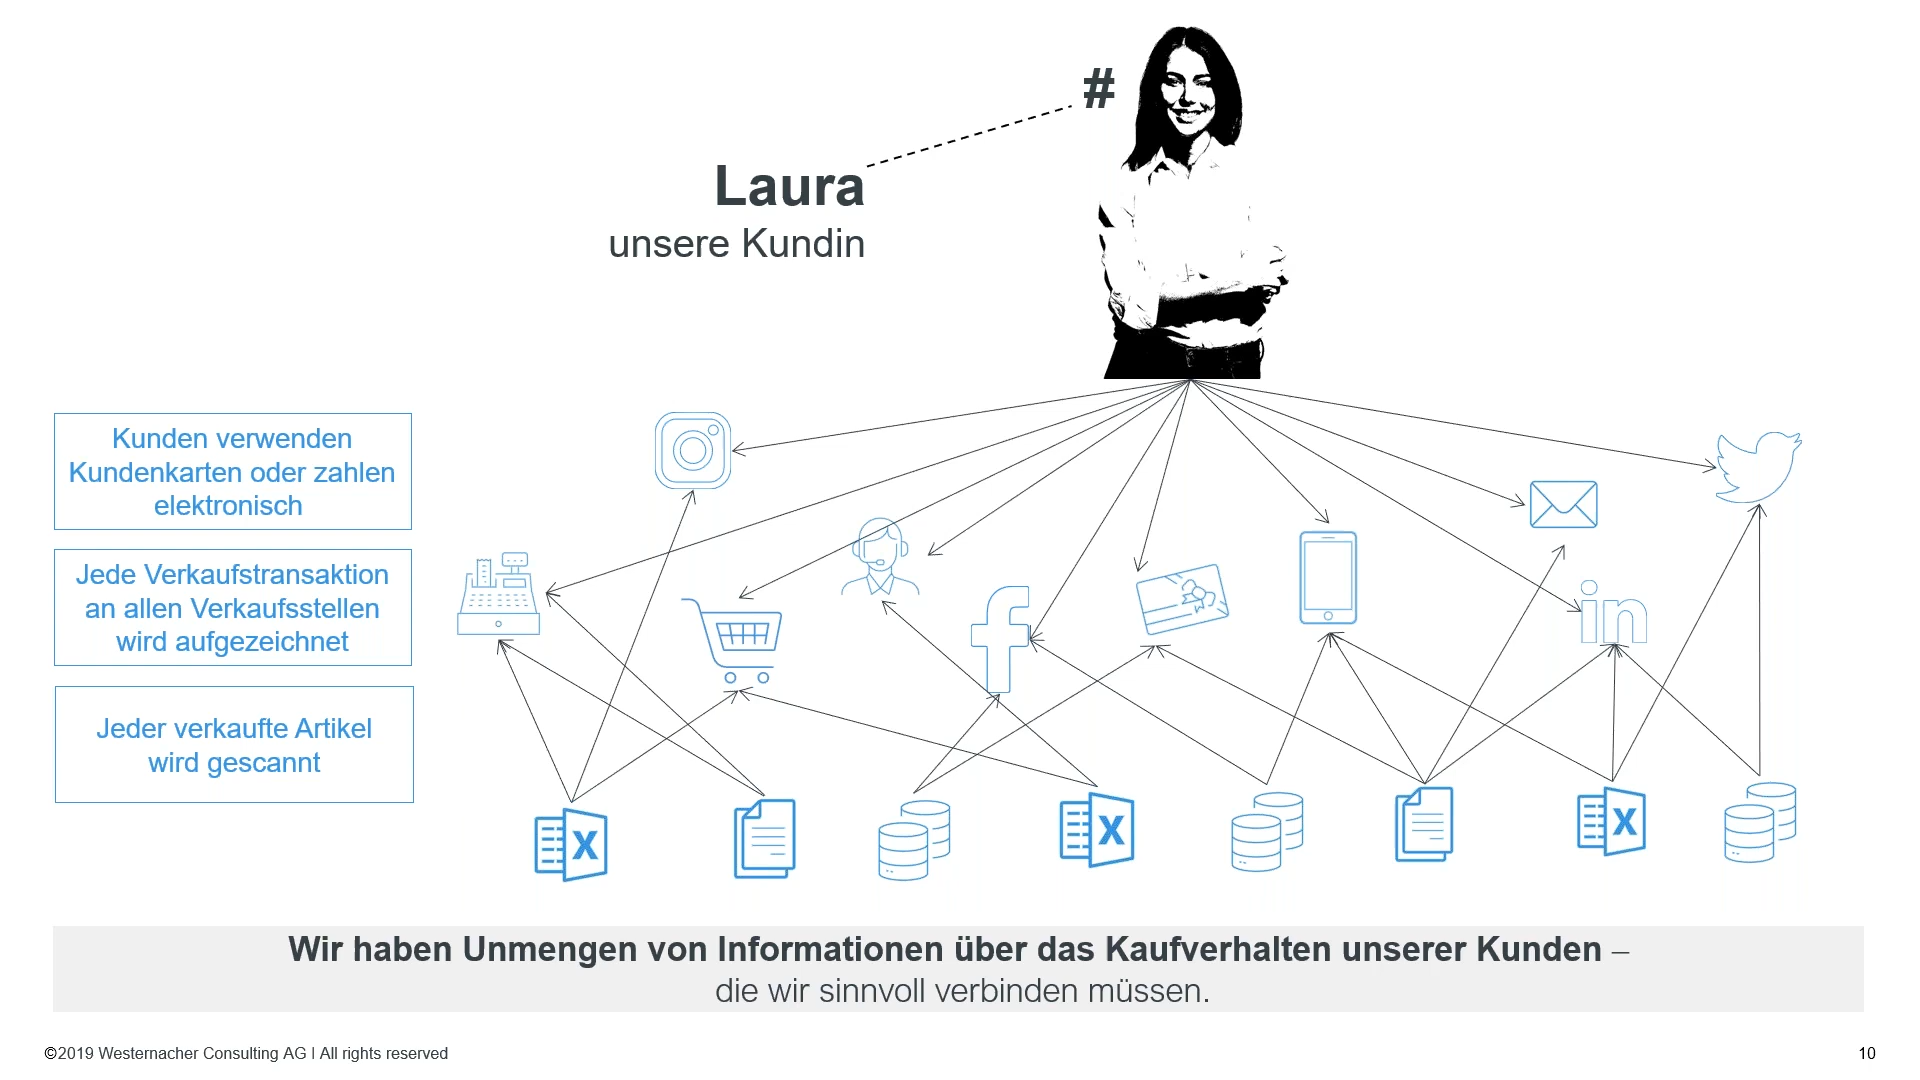 #
Laura
unsere Kundin
Kunden verwenden
Kundenkarten oder zahlen
elektronisch
Jede Verkaufstransaktion
an allen Verkaufsstellen
wird aufgezeichnet
Jeder verkaufte Artikel
wird gescannt
f
in
X
X
X
Wir haben Unmengen von Informationen über das Kaufverhalten unserer Kunden –
die wir sinnvoll verbinden müssen.
©2019 Westernacher Consulting AG I All rights reserved
10